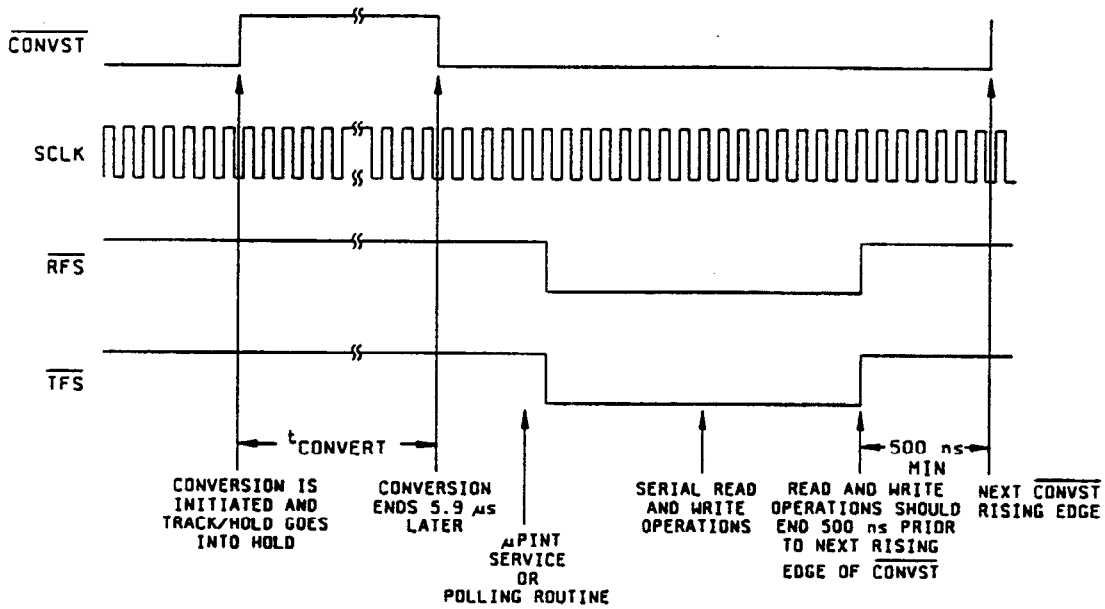 CONVST
SCLK
RFS
TFS
tCONVERT
500 ns
MIN
CONVERSION IS
INITIATED AND
TRACK/HOLD GOES
INTO HOLD
CONVERSION
ENDS 5.9 µs
LATER
µPINT
SERVICE
OR
POLLING ROUTINE
SERIAL READ
AND WRITE
OPERATIONS
READ AND WRITE
OPERATIONS SHOULD
END 500 ns PRIOR
TO NEXT RISING
EDGE OF CONVST
NEXT CONVST
RISING EDGE